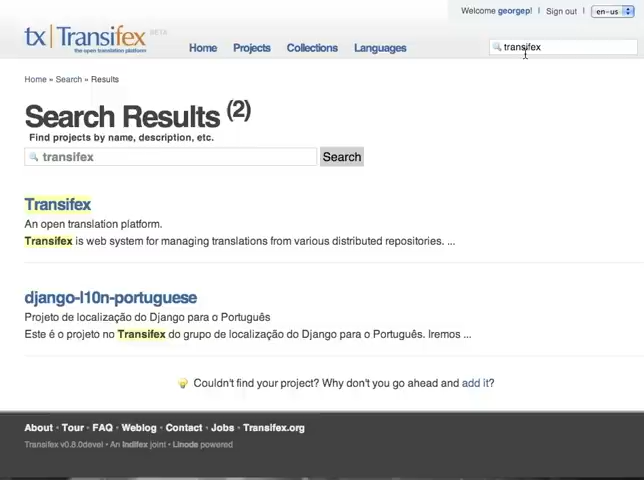 Welcome georgep! | Sign out | en-us
tx|Transifex BETA
the open translation platform
Home Projects Collections Languages
transifex
Home » Search » Results
Search Results (2)
Find projects by name, description, etc.
transifex Search
Transifex
An open translation platform.
Transifex is web system for managing translations from various distributed repositories. ...
django-l10n-portuguese
Projeto de localização do Django para o Português
Este é o projeto no Transifex do grupo de localização do Django para o Português. Iremos ...
Couldn't find your project? Why don't you go ahead and add it?
About • Tour • FAQ • Weblog • Contact • Jobs • Transifex.org
Transifex v0.8.0devel • An Indifex joint • Linode powered